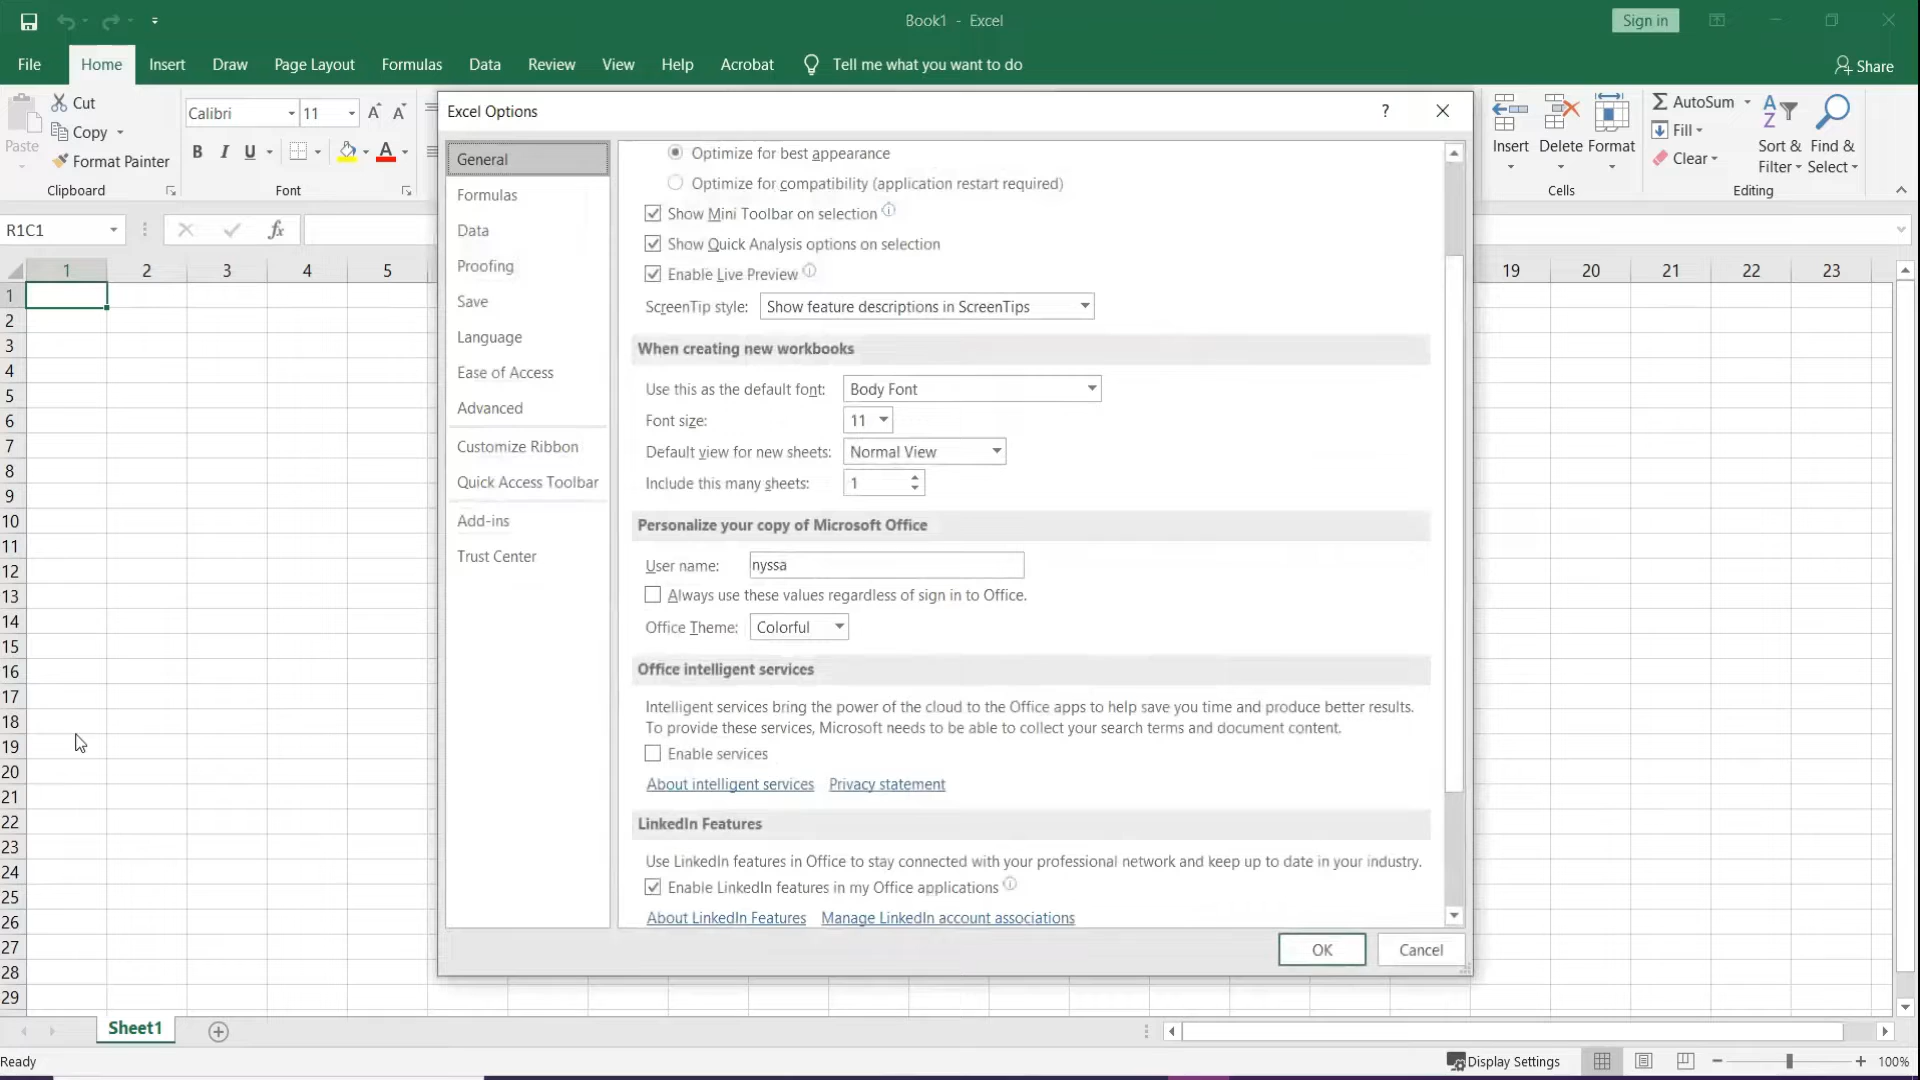 Book1 - Excel
Sign in
File Home Insert Draw Page Layout Formulas Data Review View Help Acrobat Tell me what you want to do
Share
Paste
Cut
Copy
Format Painter
Clipboard
Calibri 11 A A
B I U A
Font
Insert Delete Format
Cells
Σ AutoSum
Fill
Clear
A Z
Sort & Filter
Find & Select
Editing
R1C1
fx
1 2 3 4 5 19 20 21 22 23
1
2
3
4
5
6
7
8
9
10
11
12
13
14
15
16
17
18
19
20
21
22
23
24
25
26
27
28
29
Excel Options
?
General
Formulas
Data
Proofing
Save
Language
Ease of Access
Advanced
Customize Ribbon
Quick Access Toolbar
Add-ins
Trust Center
Optimize for best appearance
Optimize for compatibility (application restart required)
Show Mini Toolbar on selection
Show Quick Analysis options on selection
Enable Live Preview
ScreenTip style: Show feature descriptions in ScreenTips
When creating new workbooks
Use this as the default font: Body Font
Font size: 11
Default view for new sheets: Normal View
Include this many sheets: 1
Personalize your copy of Microsoft Office
User name: nyssa
Always use these values regardless of sign in to Office.
Office Theme: Colorful
Office intelligent services
Intelligent services bring the power of the cloud to the Office apps to help save you time and produce better results.
To provide these services, Microsoft needs to be able to collect your search terms and document content.
Enable services
About intelligent services Privacy statement
LinkedIn Features
Use LinkedIn features in Office to stay connected with your professional network and keep up to date in your industry.
Enable LinkedIn features in my Office applications
About LinkedIn Features Manage LinkedIn account associations
OK Cancel
Sheet1
Ready
Display Settings
100%